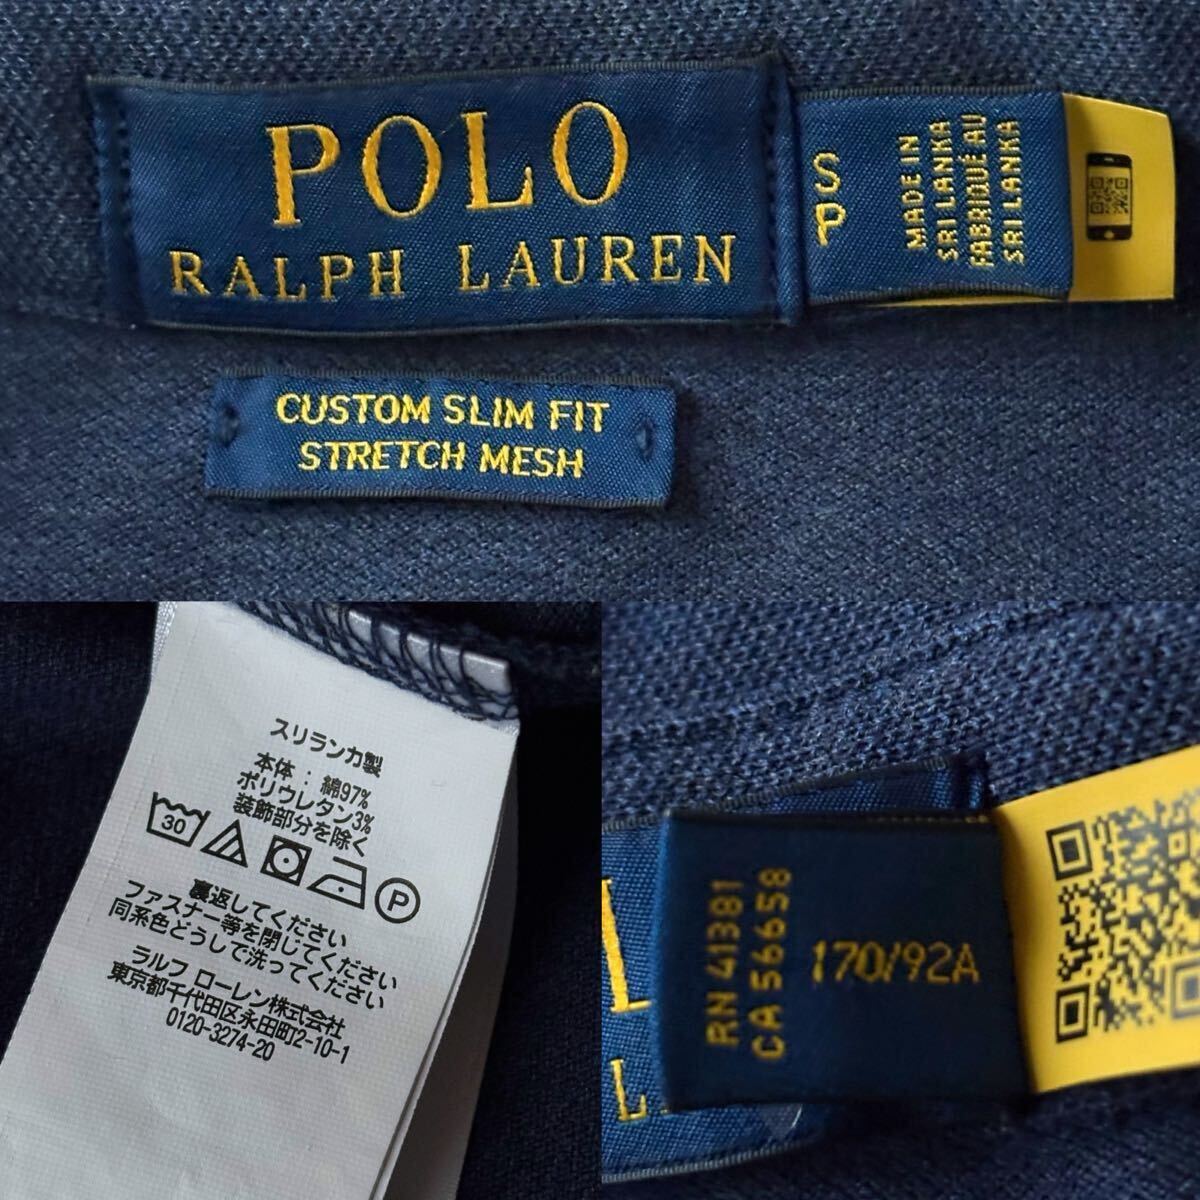 POLO
RALPH LAUREN
S
P
MADE IN
SRI LANKA
FABRIQUÉ AU
SRI LANKA
CUSTOM SLIM FIT
STRETCH MESH
スリランカ製
本体 : 綿97%
ポリウレタン3%
装飾部分を除く
30
P
裏返してください
ファスナー等を閉じてください
同系色どうしで洗ってください
ラルフ ローレン株式会社
東京都千代田区永田町2-10-1
0120-3274-20
RN 41381
CA 56658
170/92A
L
L